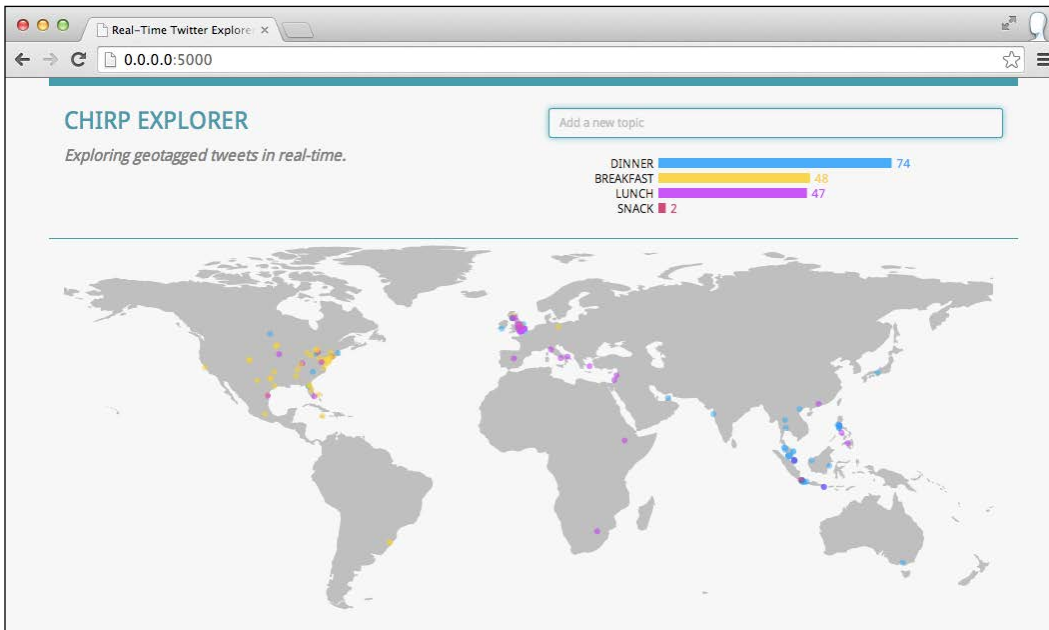 Real-Time Twitter Explorer
0.0.0.0:5000
CHIRP EXPLORER
Exploring geotagged tweets in real-time.
Add a new topic
DINNER 74
BREAKFAST 48
LUNCH 47
SNACK 2